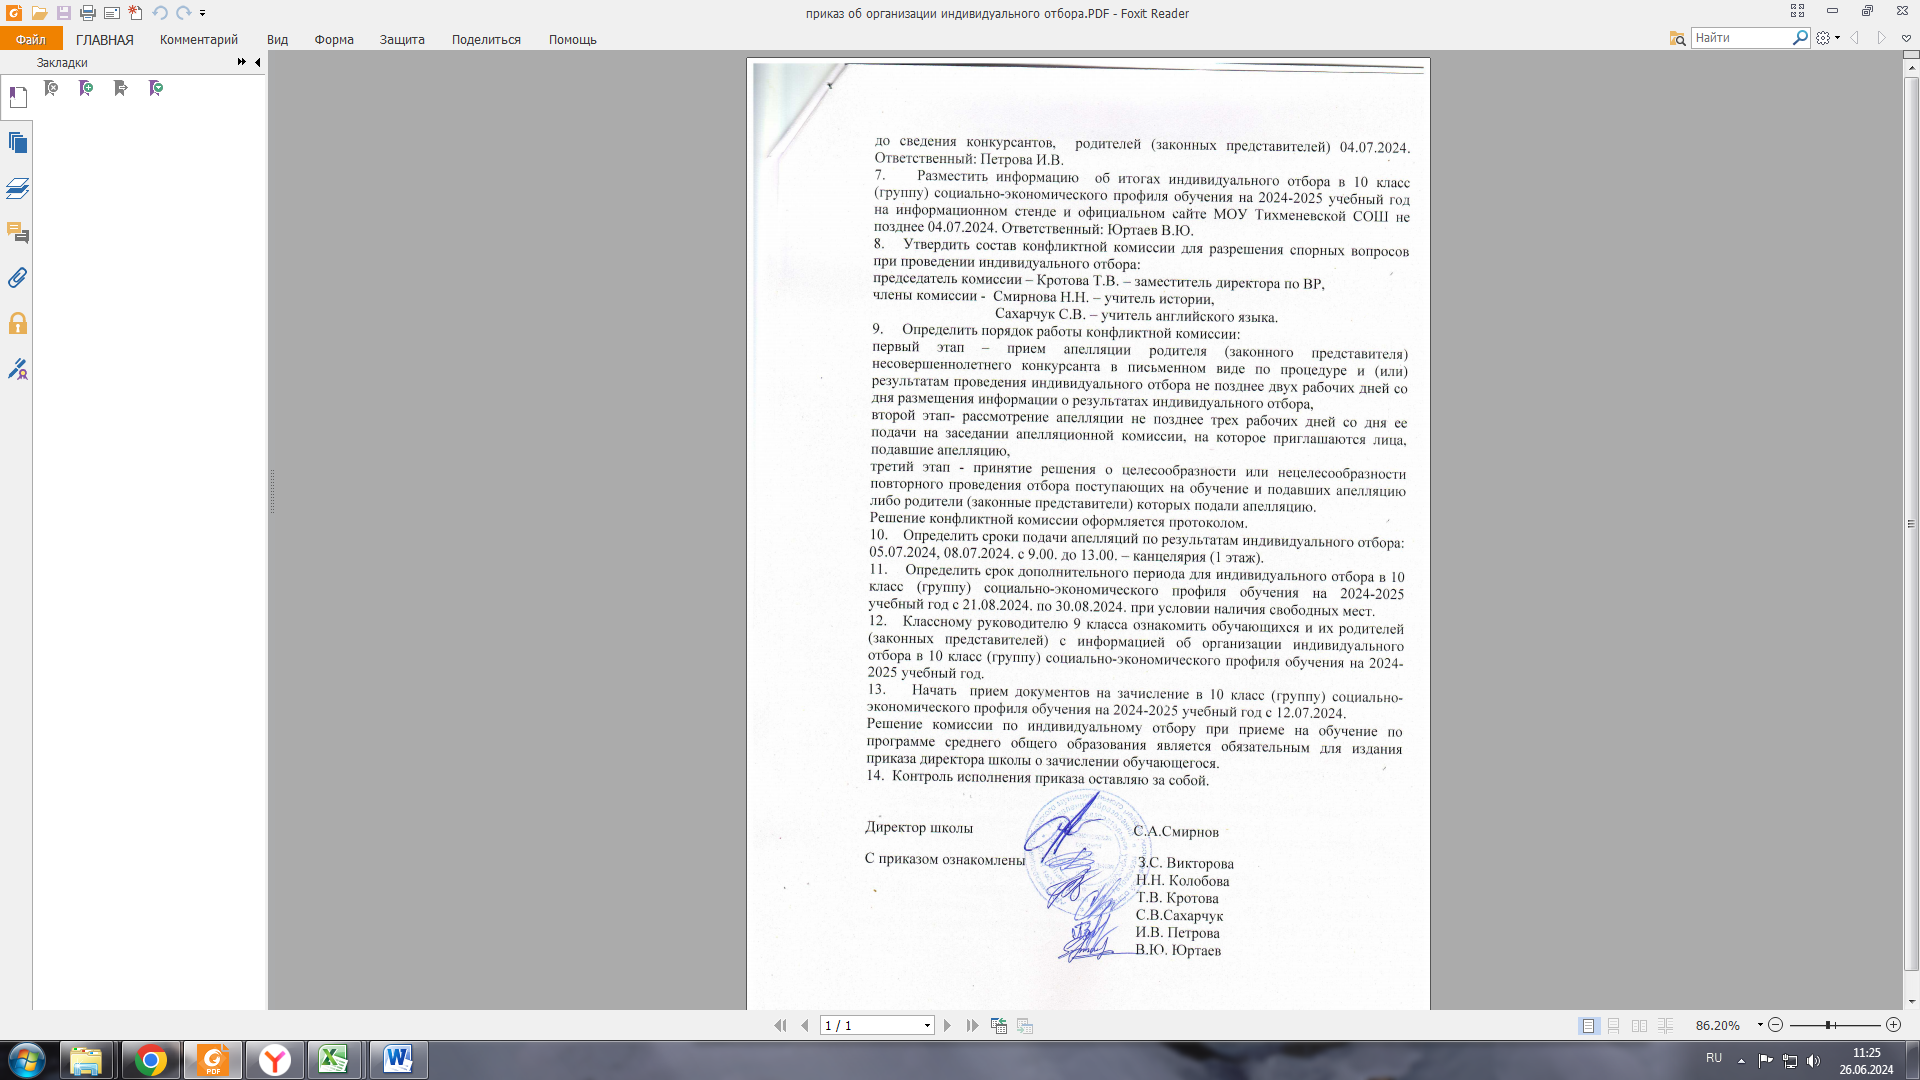 приказ об организации индивидуального отбора.PDF - Foxit Reader
Файл ГЛАВНАЯ Комментарий Вид Форма Защита Поделиться Помощь
Найти
Закладки
до сведения конкурсантов, родителей (законных представителей) 04.07.2024.
Ответственный: Петрова И.В.
7. Разместить информацию об итогах индивидуального отбора в 10 класс
(группу) социально-экономического профиля обучения на 2024-2025 учебный год
на информационном стенде и официальном сайте МОУ Тихменевской СОШ не
позднее 04.07.2024. Ответственный: Юртаев В.Ю.
8. Утвердить состав конфликтной комиссии для разрешения спорных вопросов
при проведении индивидуального отбора:
председатель комиссии – Кротова Т.В. – заместитель директора по ВР,
члены комиссии - Смирнова Н.Н. – учитель истории,
Сахарчук С.В. – учитель английского языка.
9. Определить порядок работы конфликтной комиссии:
первый этап – прием апелляции родителя (законного представителя)
несовершеннолетнего конкурсанта в письменном виде по процедуре и (или)
результатам проведения индивидуального отбора не позднее двух рабочих дней со
дня размещения информации о результатах индивидуального отбора,
второй этап- рассмотрение апелляции не позднее трех рабочих дней со дня ее
подачи на заседании апелляционной комиссии, на которое приглашаются лица,
подавшие апелляцию,
третий этап - принятие решения о целесообразности или нецелесообразности
повторного проведения отбора поступающих на обучение и подавших апелляцию
либо родители (законные представители) которых подали апелляцию.
Решение конфликтной комиссии оформляется протоколом.
10. Определить сроки подачи апелляций по результатам индивидуального отбора:
05.07.2024, 08.07.2024. с 9.00. до 13.00. – канцелярия (1 этаж).
11. Определить срок дополнительного периода для индивидуального отбора в 10
класс (группу) социально-экономического профиля обучения на 2024-2025
учебный год с 21.08.2024. по 30.08.2024. при условии наличия свободных мест.
12. Классному руководителю 9 класса ознакомить обучающихся и их родителей
(законных представителей) с информацией об организации индивидуального
отбора в 10 класс (группу) социально-экономического профиля обучения на 2024-
2025 учебный год.
13. Начать прием документов на зачисление в 10 класс (группу) социально-
экономического профиля обучения на 2024-2025 учебный год с 12.07.2024.
Решение комиссии по индивидуальному отбору при приеме на обучение по
программе среднего общего образования является обязательным для издания
приказа директора школы о зачислении обучающегося.
14. Контроль исполнения приказа оставляю за собой.
Директор школы С.А.Смирнов
С приказом ознакомлены З.С. Викторова
Н.Н. Колобова
Т.В. Кротова
С.В.Сахарчук
И.В. Петрова
В.Ю. Юртаев
1 / 1
86.20%
RU
11:25
26.06.2024